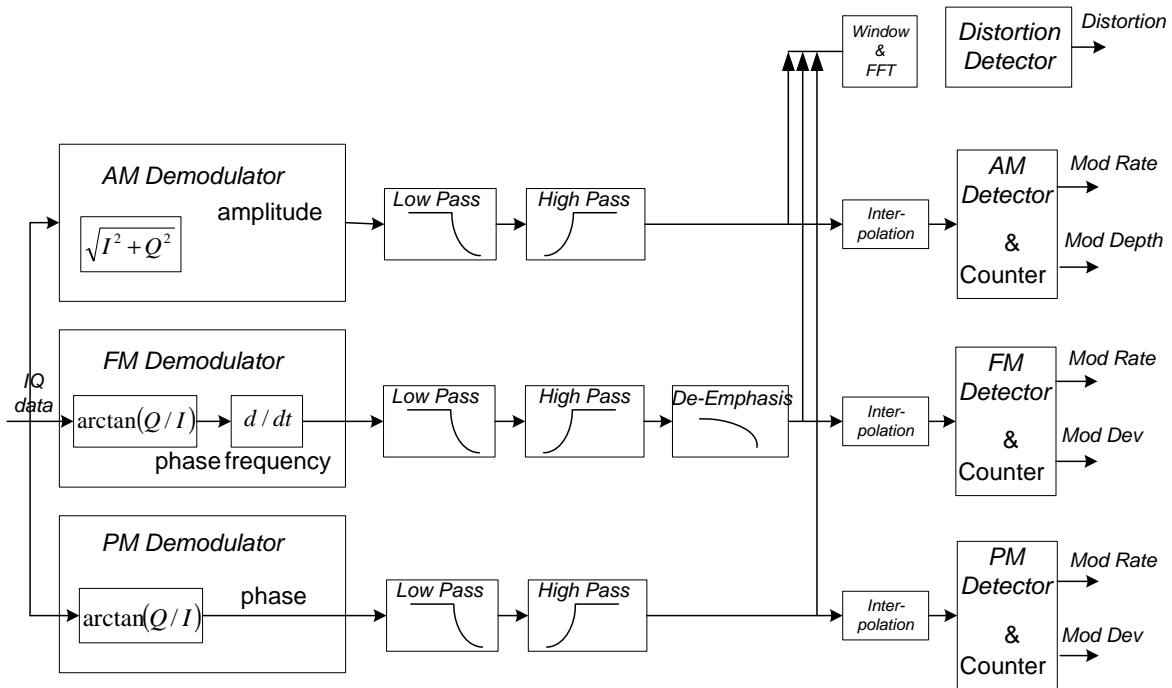 Window
&
FFT
Distortion
Detector
Distortion
AM Demodulator
amplitude
√I² + Q²
Low Pass
High Pass
Inter-
polation
AM
Detector
&
Counter
Mod Rate
Mod Depth
IQ
data
FM Demodulator
arctan(Q/I)
d/dt
phase frequency
Low Pass
High Pass
De-Emphasis
Inter-
polation
FM
Detector
&
Counter
Mod Rate
Mod Dev
PM Demodulator
arctan(Q/I)
phase
Low Pass
High Pass
Inter-
polation
PM
Detector
&
Counter
Mod Rate
Mod Dev